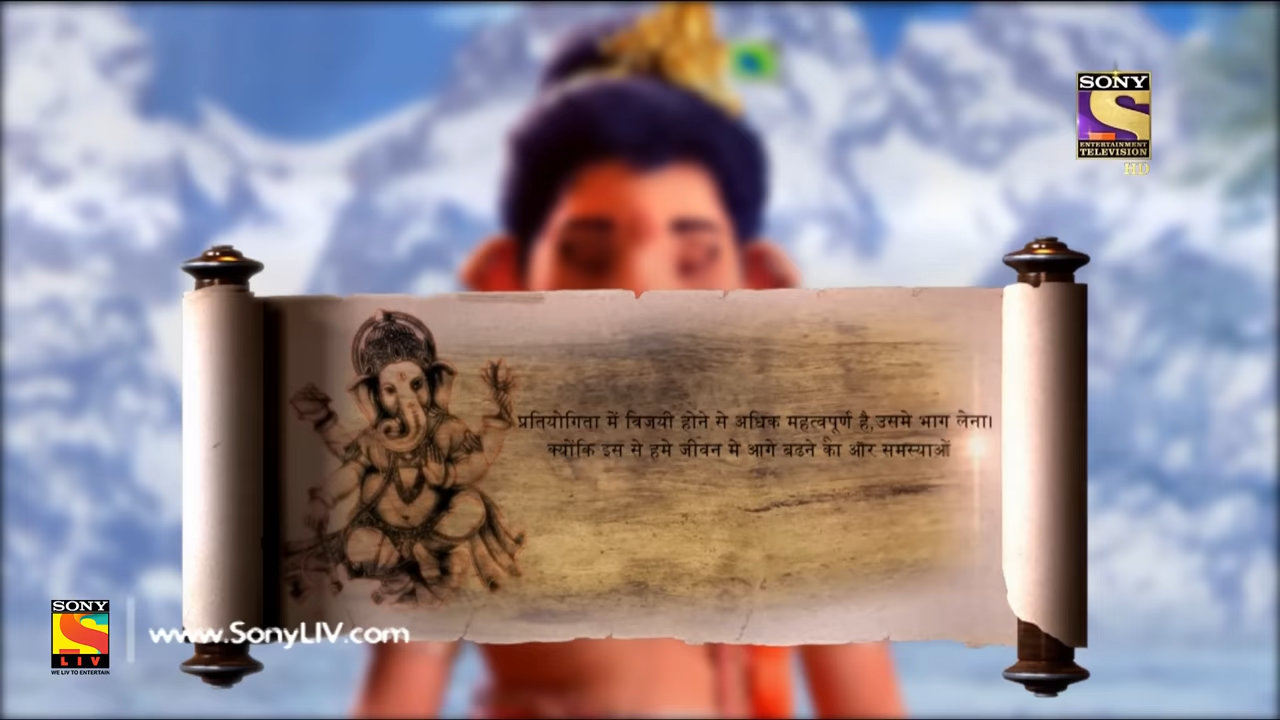 SONY
ENTERTAINMENT
TELEVISION
HD
प्रतियोगिता में विजयी होने से अधिक महत्वपूर्ण है,उसमे भाग लेना।
क्योंकि इस से हमे जीवन मे आगे बढने का और समस्याओं
SONY
LIV
WE LIV TO ENTERTAIN
www.SonyLIV.com